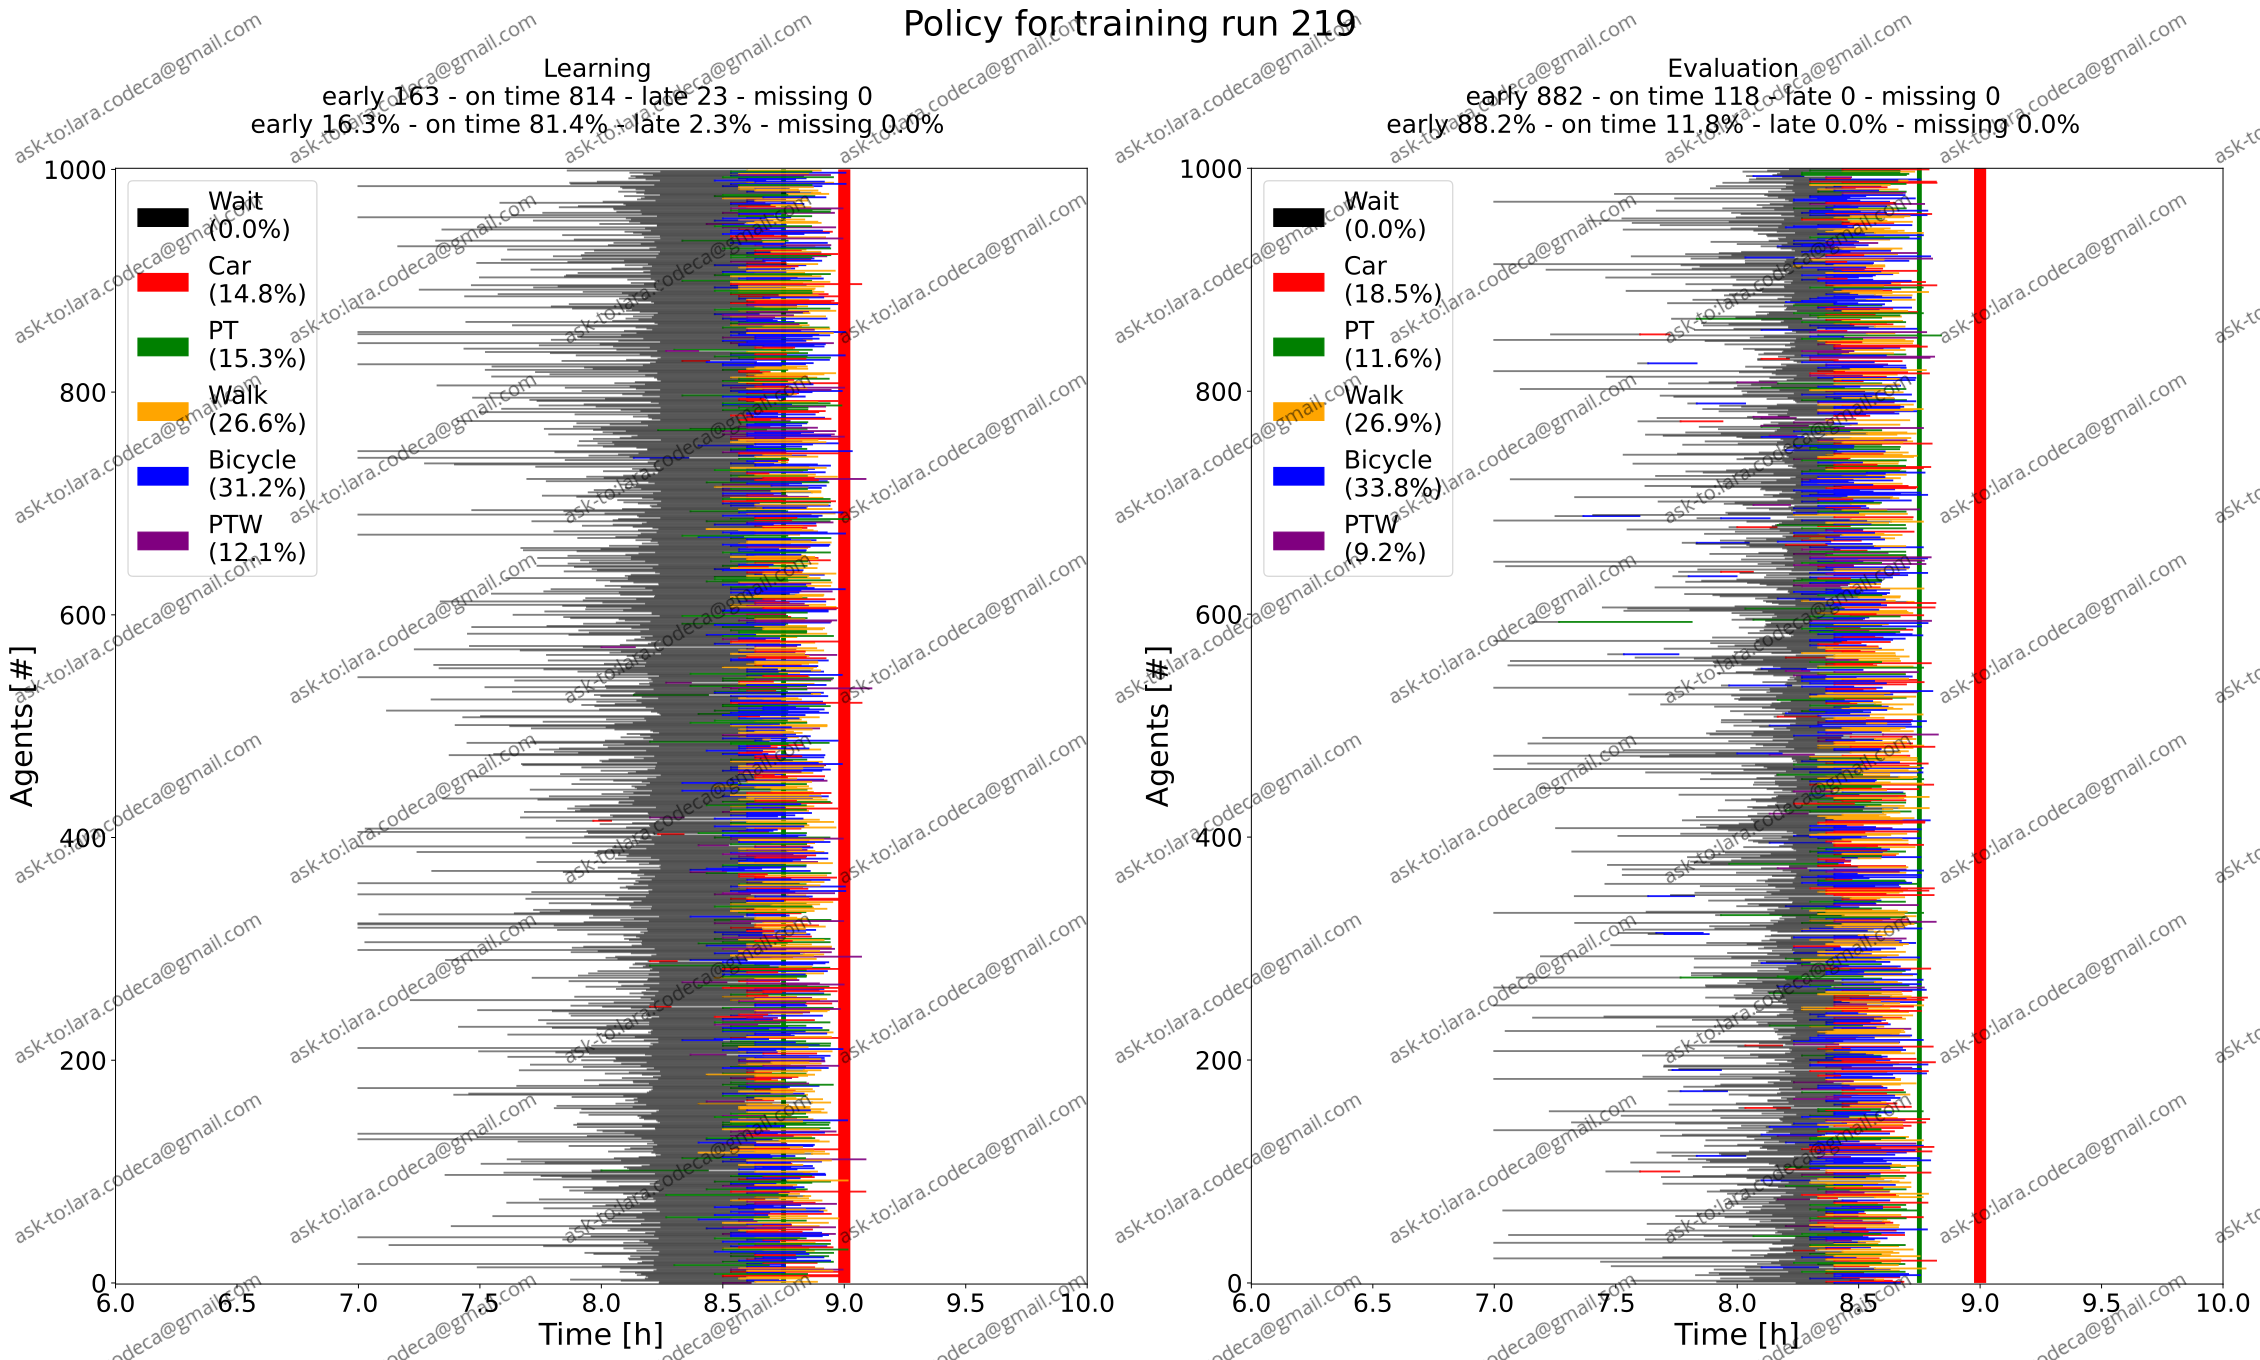 Policy for training run 219
Learning
early 163 - on time 814 - late 23 - missing 0
early 16.3% - on time 81.4% - late 2.3% - missing 0.0%
1000
800
600
400
200
0
Agents [#]
Wait
(0.0%)
Car
(14.8%)
PT
(15.3%)
Walk
(26.6%)
Bicycle
(31.2%)
PTW
(12.1%)
6.0 6.5 7.0 7.5 8.0 8.5 9.0 9.5 10.0
Time [h]
Evaluation
early 882 - on time 118 - late 0 - missing 0
early 88.2% - on time 11.8% - late 0.0% - missing 0.0%
1000
800
600
400
200
0
Agents [#]
Wait
(0.0%)
Car
(18.5%)
PT
(11.6%)
Walk
(26.9%)
Bicycle
(33.8%)
PTW
(9.2%)
6.0 6.5 7.0 7.5 8.0 8.5 9.0 9.5 10.0
Time [h]
ask-to:lara.codeca@gmail.com